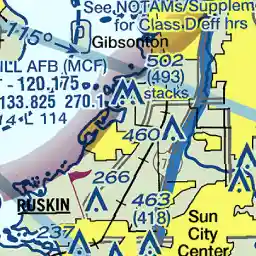 See NOTAMs/Supplement
for Class D eff hrs
115°
Gibsonton
502
(493)
stacks
ILL AFB (MCF)
T - 120.175
133.825 270.1
14 ☆ 114
460
266
RUSKIN
463
(418)
237
Sun
City
Center